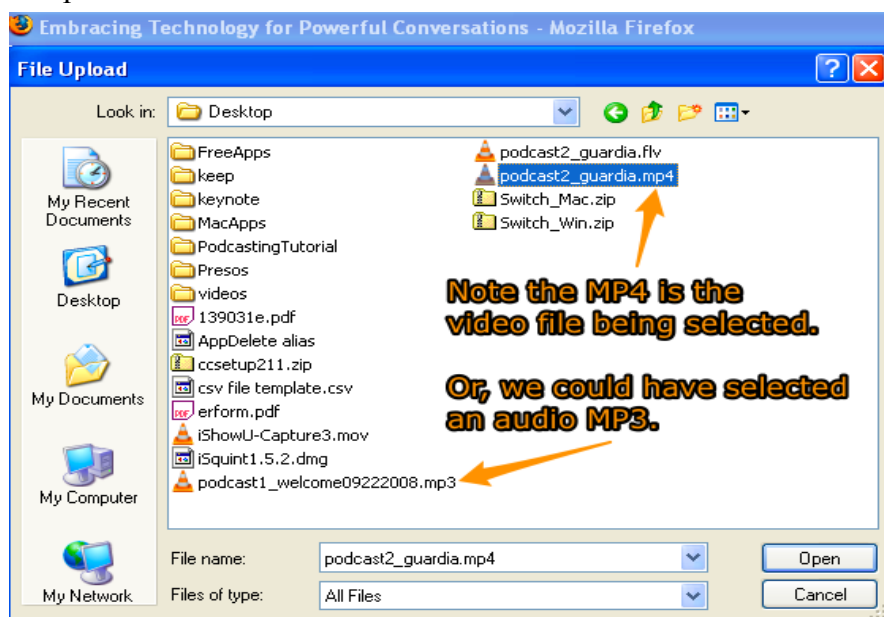 Embracing Technology for Powerful Conversations - Mozilla Firefox
File Upload
Look in:
Desktop
My Recent
Documents
Desktop
My Documents
My Computer
My Network
FreeApps
keep
keynote
MacApps
PodcastingTutorial
Presos
videos
139031e.pdf
AppDelete alias
ccsetup211.zip
csv file template.csv
erform.pdf
iShowU-Capture3.mov
iSquint1.5.2.dmg
podcast1_welcome09222008.mp3
podcast2_guardia.flv
podcast2_guardia.mp4
Switch_Mac.zip
Switch_Win.zip
Note the MP4 is the
video file being selected.
Or, we could have selected
an audio MP3.
File name:
podcast2_guardia.mp4
Open
Files of type:
All Files
Cancel